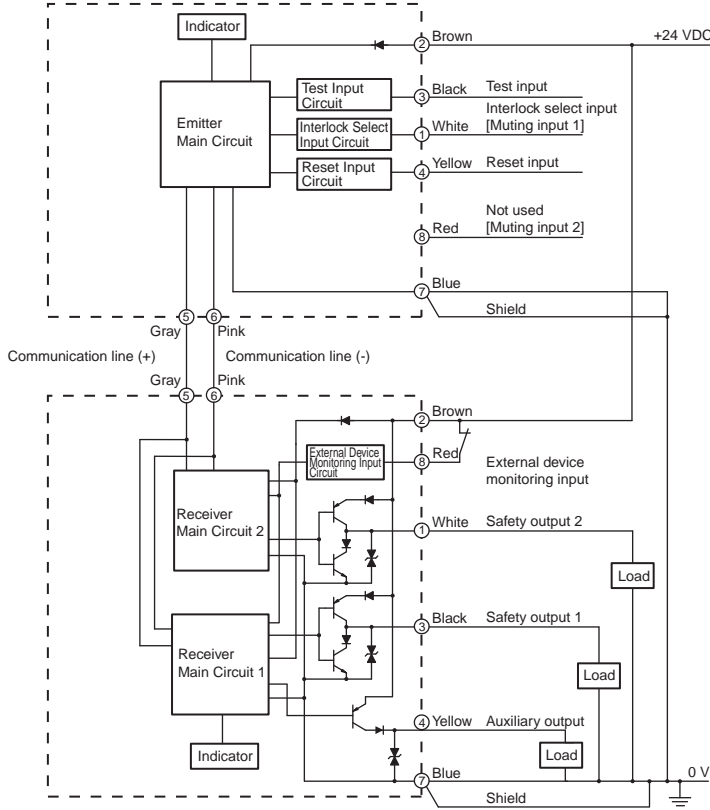 Indicator
2 Brown
+24 VDC
Test Input
Circuit
3 Black Test input
Emitter
Main Circuit
Interlock Select
Input Circuit
1 White Interlock select input
[Muting input 1]
Reset Input
Circuit
4 Yellow Reset input
8 Red Not used
[Muting input 2]
7 Blue
Shield
5 6
Gray Pink
Communication line (+) Communication line (-)
Gray Pink
5 6
2 Brown
External Device
Monitoring Input
Circuit
8 Red External device
monitoring input
Receiver
Main Circuit 2
1 White Safety output 2
Load
Receiver
Main Circuit 1
3 Black Safety output 1
Load
4 Yellow Auxiliary output
Indicator
Load
7 Blue
0 V
Shield